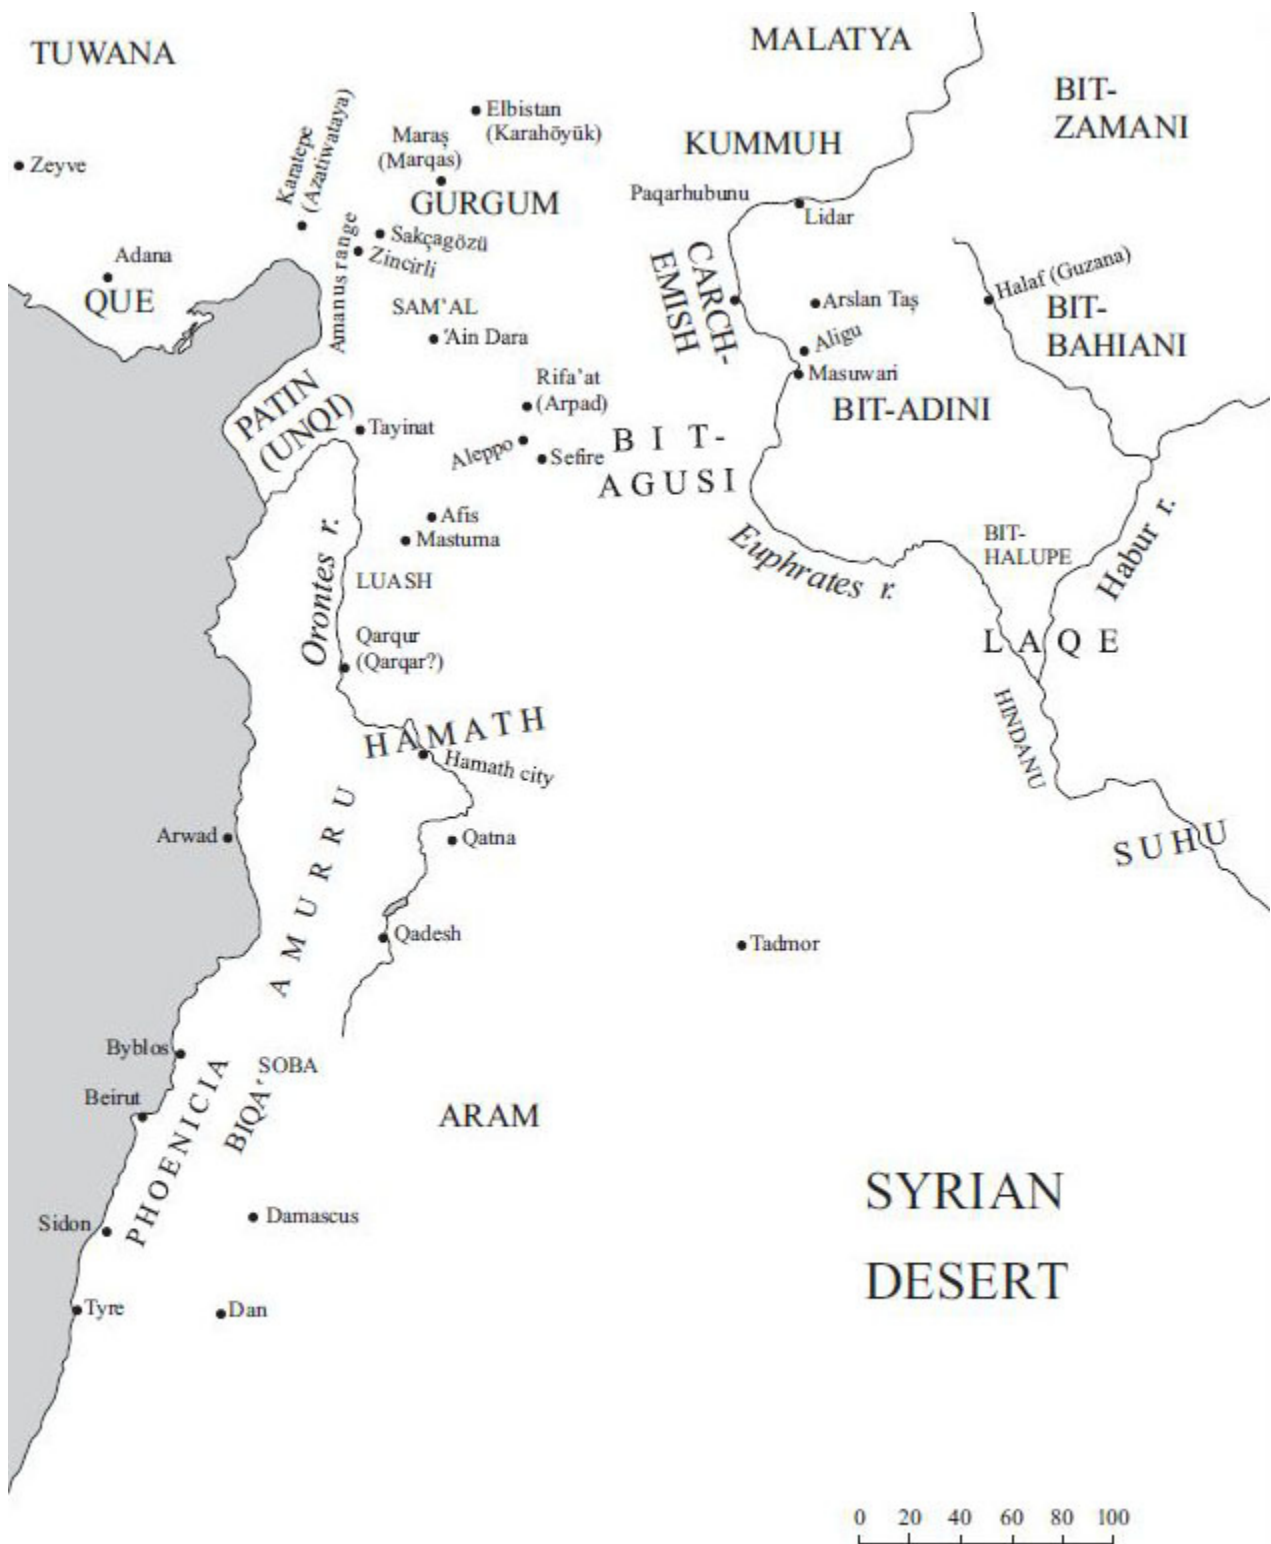 TUWANA
MALATYA
BIT-
ZAMANI
Elbistan
(Karahöyük)
Maraş
(Marqas)
KUMMUH
Karatepe
(Azatiwataya)
Zeyve
GURGUM
Paqarhubunu
Lidar
Sakçagözü
Zincirli
Amanus range
Adana
QUE
CARCH-
EMISH
Halaf (Guzana)
Arslan Taş
SAM'AL
BIT-
BAHIANI
'Ain Dara
Aligu
Masuwari
Rifa'at
(Arpad)
BIT-ADINI
PATIN
(UNQI)
Tayinat
Aleppo
Sefire
BIT-
AGUSI
Afis
Mastuma
Orontes r.
Euphrates r.
BIT-
HALUPE
Habur r.
LUASH
Qarqur
(Qarqar?)
LAQE
HINDANU
HAMATH
Hamath city
AMURRU
Arwad
Qatna
SUHU
Qadesh
Tadmor
Byblos
SOBA
Beirut
PHOENICIA
BIQA'
ARAM
SYRIAN
DESERT
Sidon
Damascus
Tyre
Dan
0 20 40 60 80 100